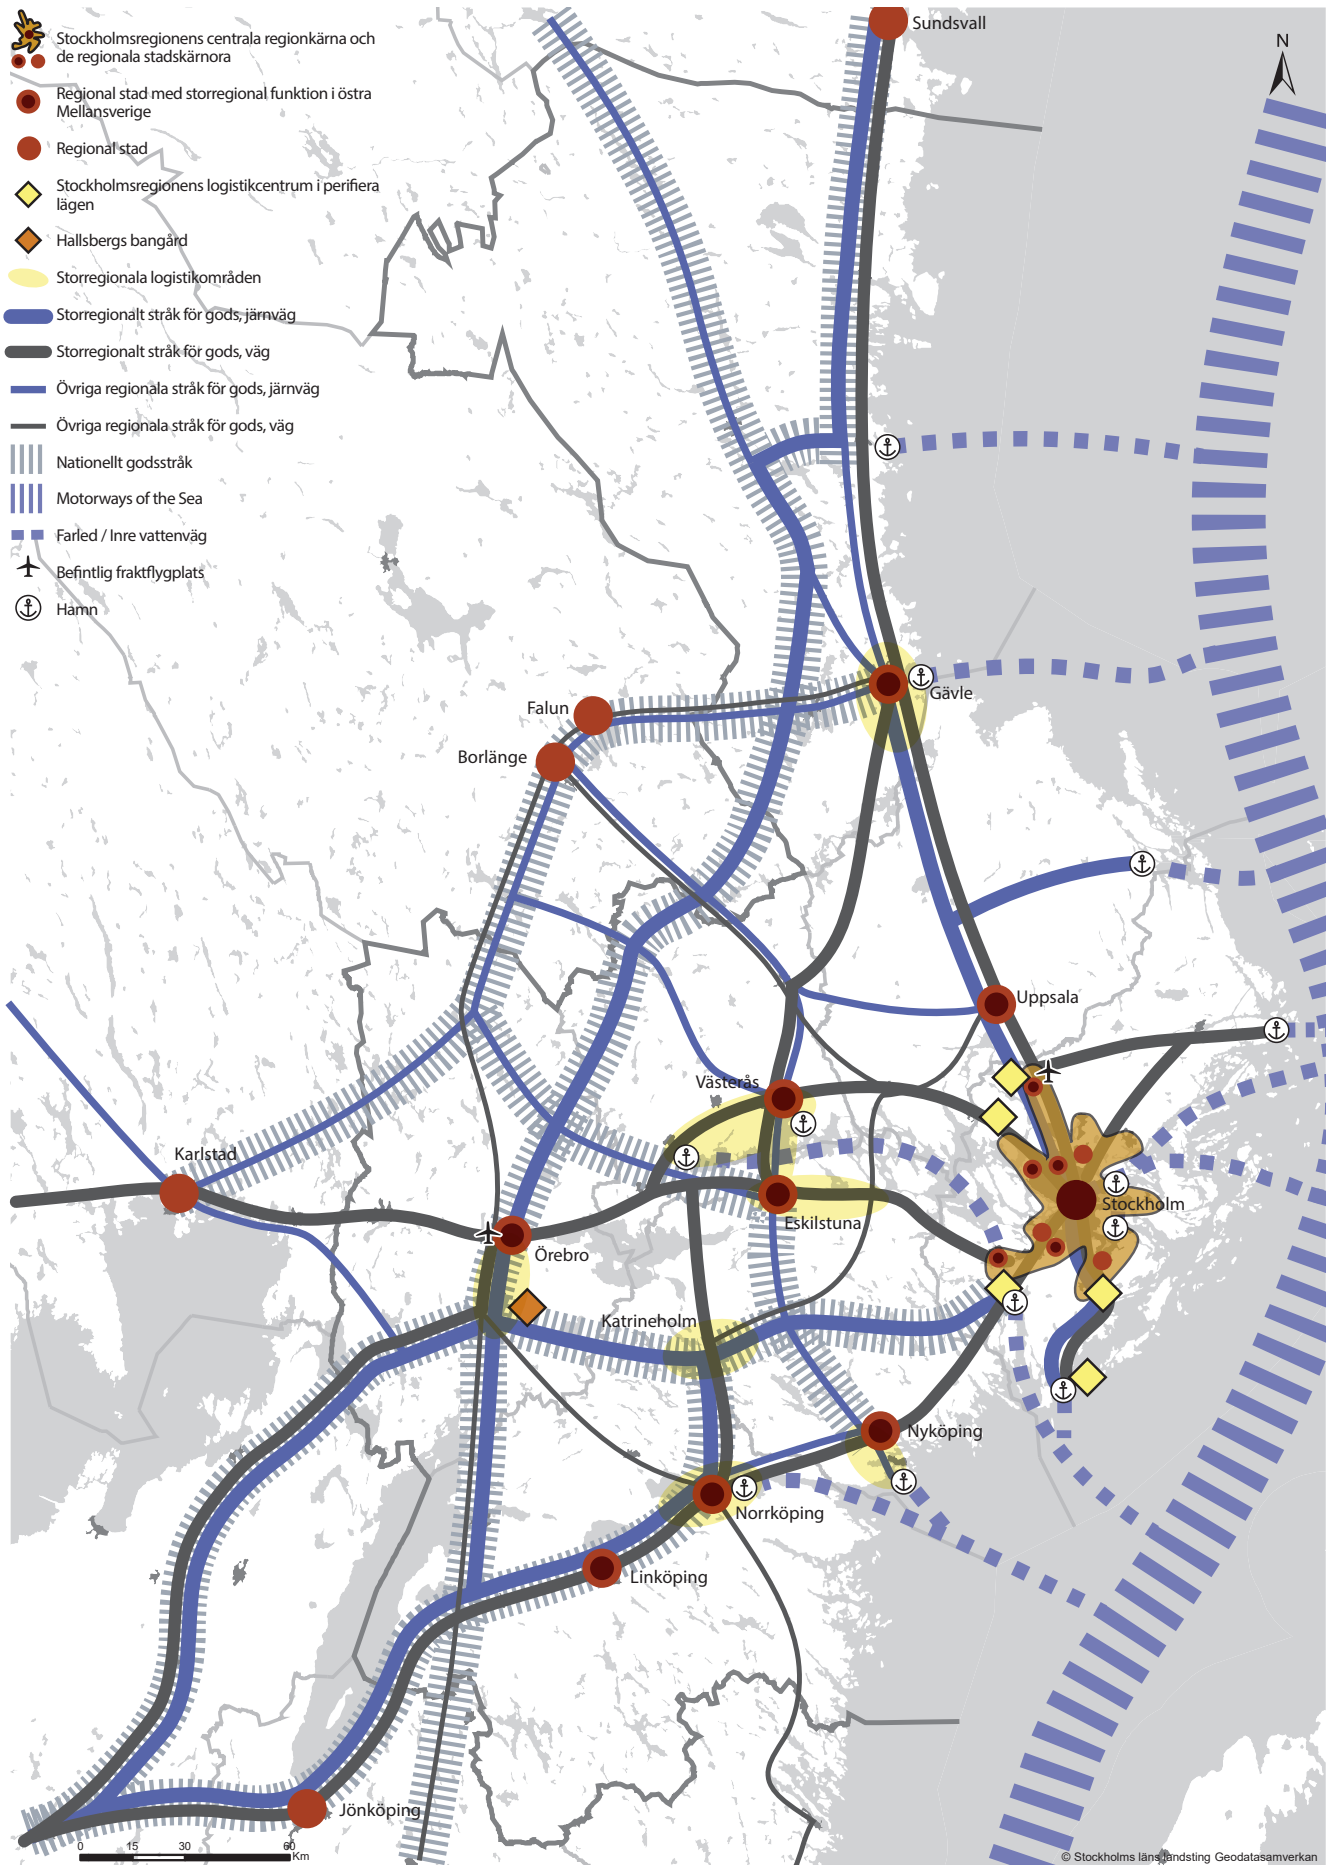 Stockholmsregionens centrala regionkärna och
de regionala stadskärnora
Regional stad med storregional funktion i östra
Mellansverige
Regional stad
Stockholmsregionens logistikcentrum i perifiera
lägen
Hallsbergs bangård
Storregionala logistikområden
Storregionalt stråk för gods, järnväg
Storregionalt stråk för gods, väg
Övriga regionala stråk för gods, järnväg
Övriga regionala stråk för gods, väg
Nationellt godsstråk
Motorways of the Sea
Farled / Inre vattenväg
Befintlig fraktflygplats
Hamn
N
Sundsvall
Gävle
Falun
Borlänge
Uppsala
Västerås
Karlstad
Stockholm
Eskilstuna
Örebro
Katrineholm
Nyköping
Norrköping
Linköping
Jönköping
0 15 30 60
Km
© Stockholms läns landsting Geodatasamverkan